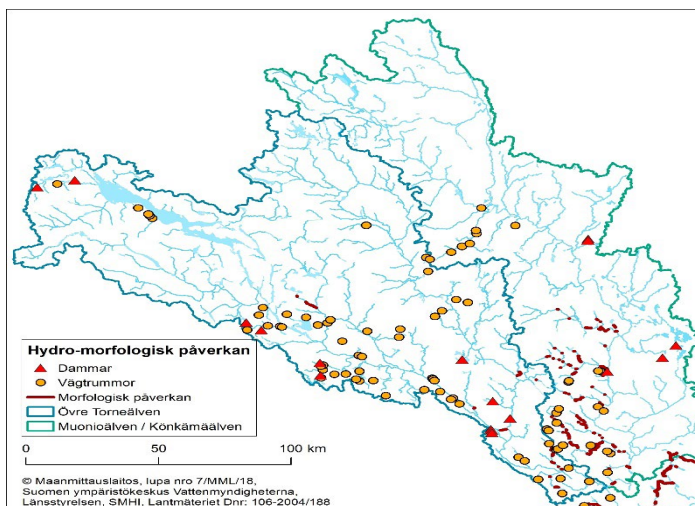 Hydro-morfologisk påverkan
Dammar
Vägtrummor
Morfologisk påverkan
Övre Torneälven
Muonioälven / Könkämäälven
0 50 100 km
© Maanmittauslaitos, lupa nro 7/MML/18,
Suomen ympäristökeskus Vattenmyndigheterna,
Länsstyrelsen, SMHI, Lantmäteriet Dnr: 106-2004/188